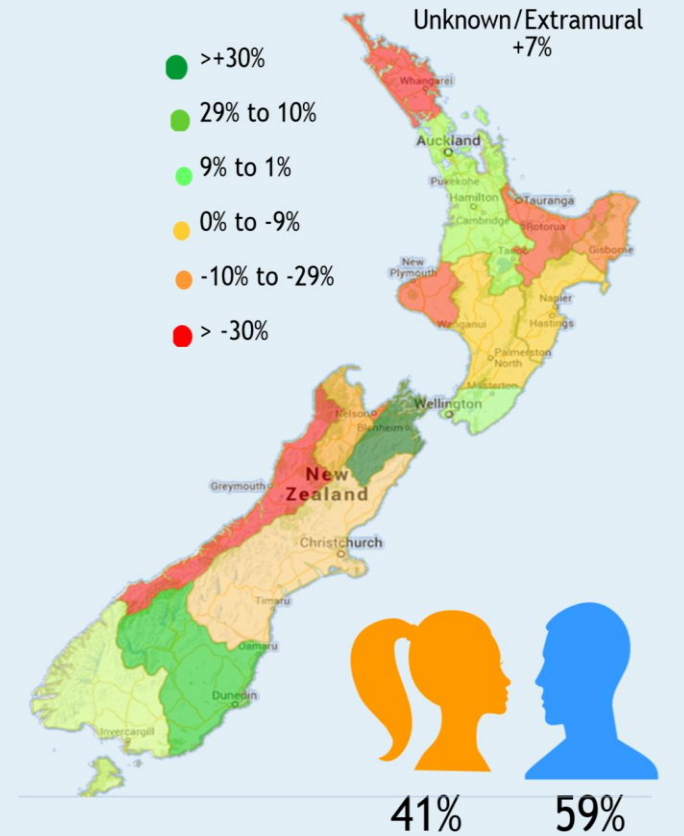 Unknown/Extramural
+7%
>+30%
29% to 10%
9% to 1%
0% to -9%
-10% to -29%
> -30%
Whangarei
Auckland
Pukekohe
Hamilton
Tauranga
Cambridge
Rotorua
Taupo
Gisborne
New
Plymouth
Napier
Wanganui
Hastings
Palmerston
North
Masterton
Wellington
Nelson
Blenheim
New
Zealand
Greymouth
Christchurch
Timaru
Oamaru
Dunedin
Invercargill
41%
59%